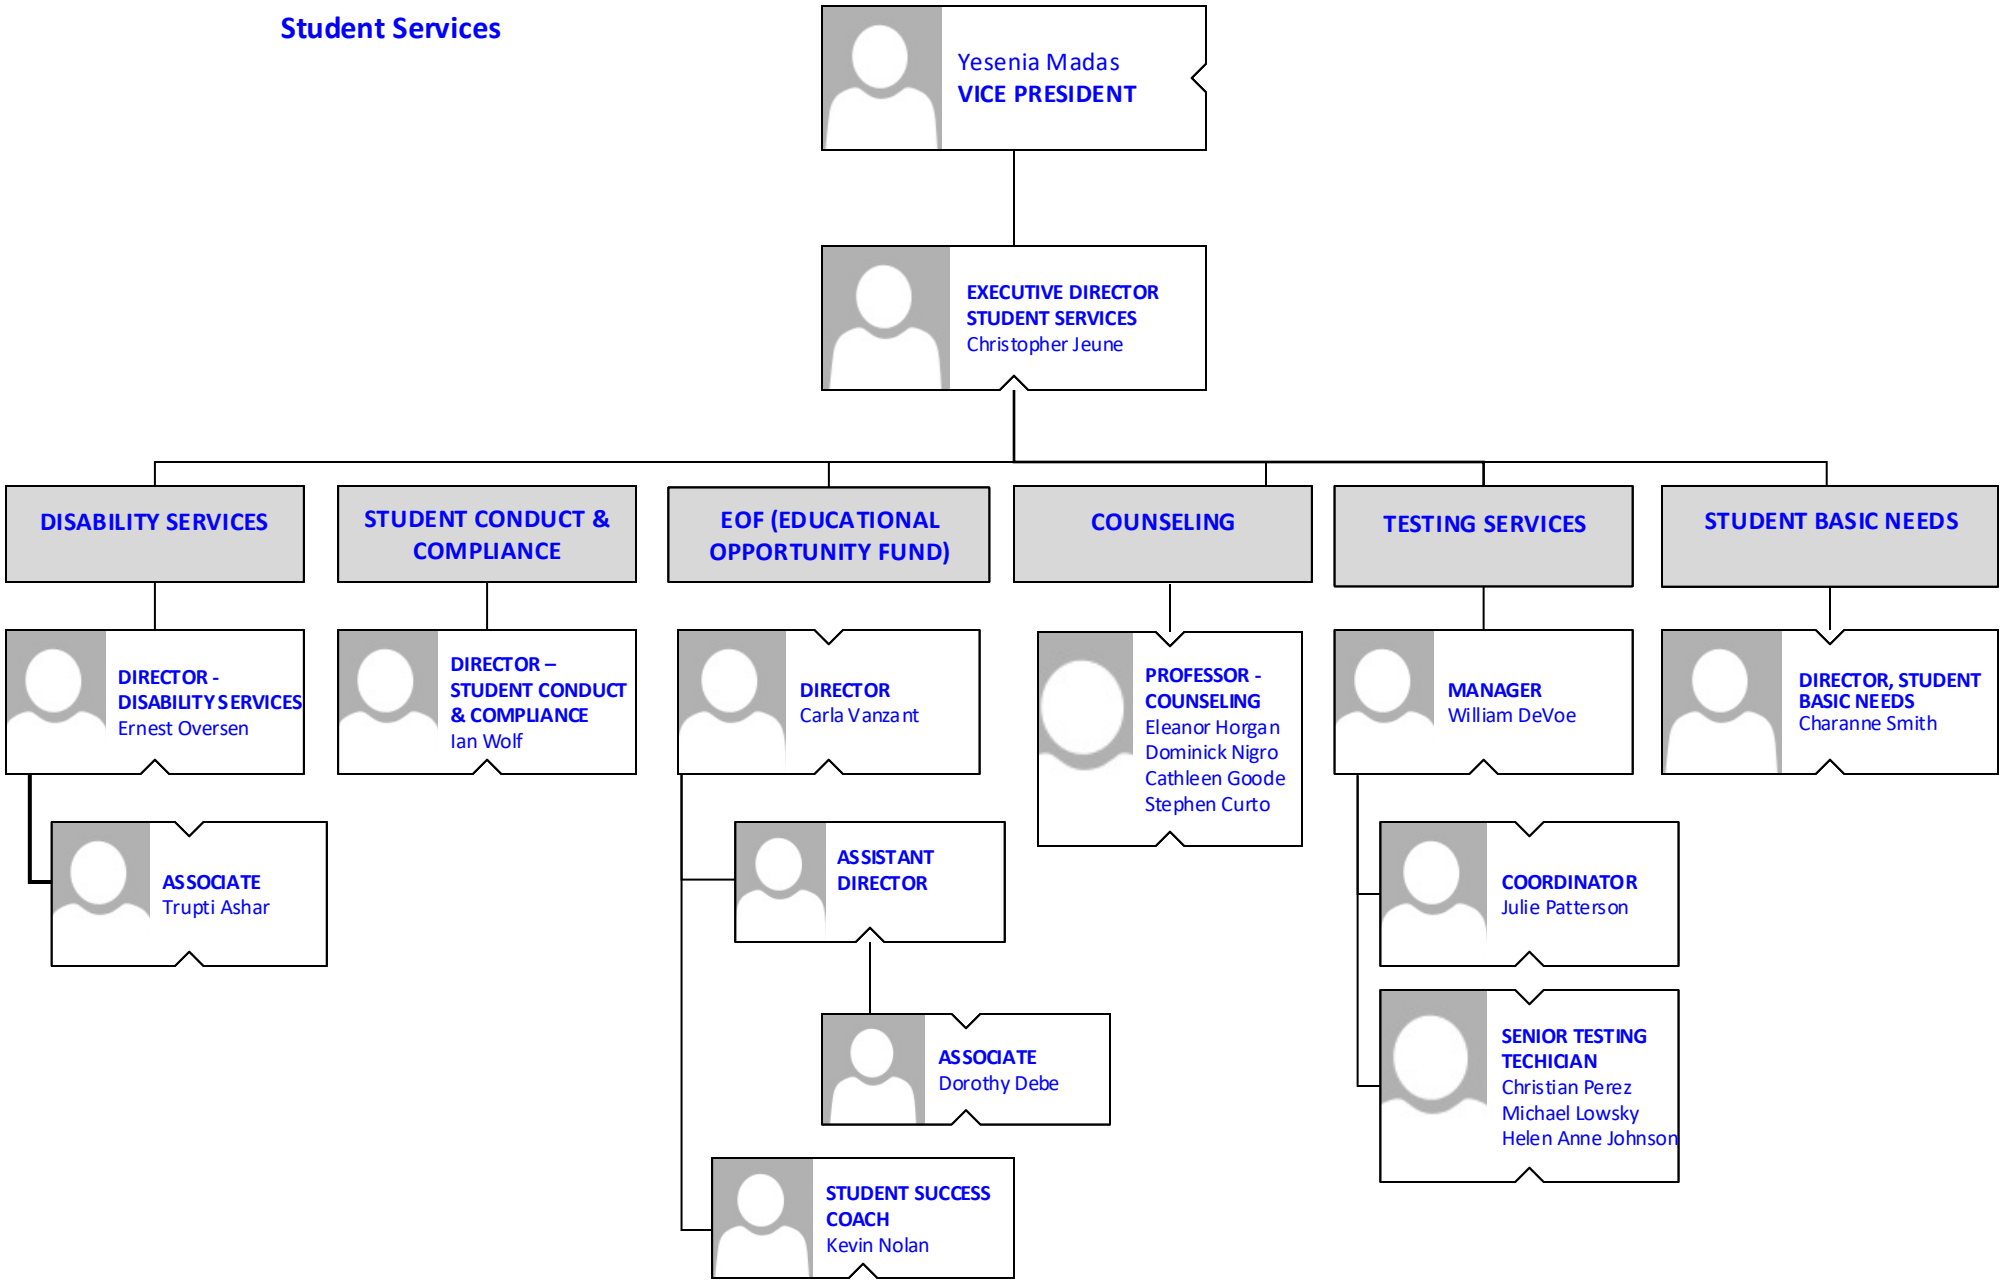 Student Services
Yesenia Madas
VICE PRESIDENT
EXECUTIVE DIRECTOR
STUDENT SERVICES
Christopher Jeune
DISABILITY SERVICES
STUDENT CONDUCT &
COMPLIANCE
EOF (EDUCATIONAL
OPPORTUNITY FUND)
COUNSELING
TESTING SERVICES
STUDENT BASIC NEEDS
DIRECTOR -
DISABILITY SERVICES
Ernest Oversen
DIRECTOR –
STUDENT CONDUCT
& COMPLIANCE
Ian Wolf
DIRECTOR
Carla Vanzant
PROFESSOR -
COUNSELING
Eleanor Horgan
Dominick Nigro
Cathleen Goode
Stephen Curto
MANAGER
William DeVoe
DIRECTOR, STUDENT
BASIC NEEDS
Charanne Smith
ASSOCIATE
Trupti Ashar
ASSISTANT
DIRECTOR
COORDINATOR
Julie Patterson
ASSOCIATE
Dorothy Debe
SENIOR TESTING
TECHICIAN
Christian Perez
Michael Lowsky
Helen Anne Johnson
STUDENT SUCCESS
COACH
Kevin Nolan